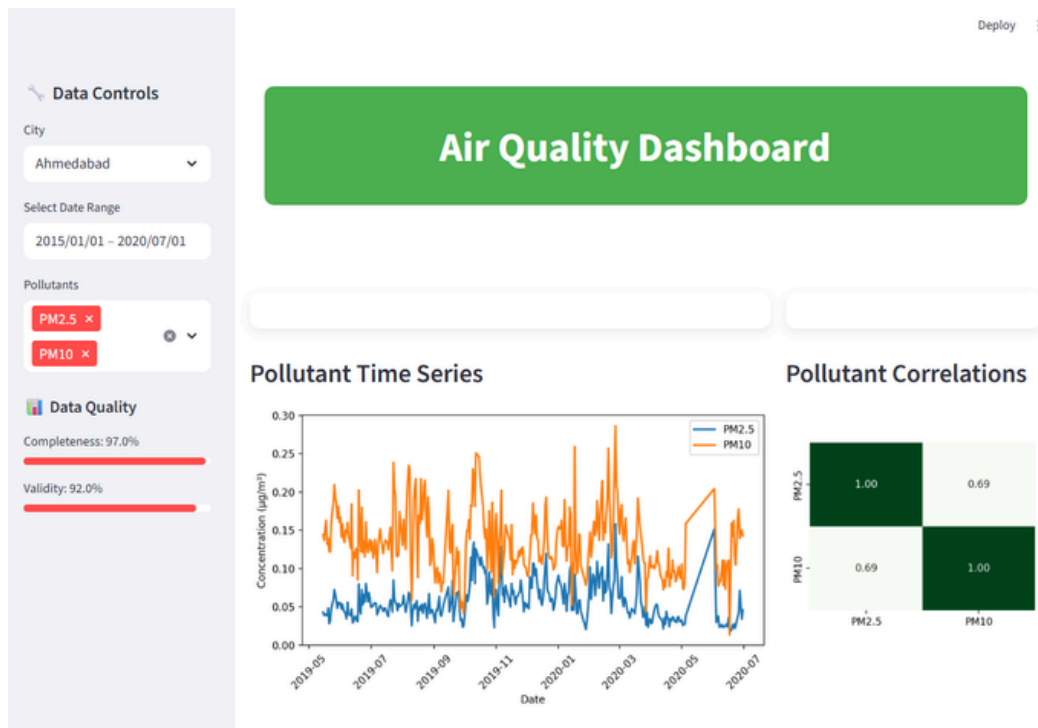 Deploy
Data Controls
City
Ahmedabad
Select Date Range
2015/01/01 – 2020/07/01
Pollutants
PM2.5 ×
PM10 ×
Data Quality
Completeness: 97.0%
Validity: 92.0%
Air Quality Dashboard
Pollutant Time Series
0.30
0.25
0.20
0.15
0.10
0.05
0.00
Concentration (µg/m³)
PM2.5
PM10
2019-05
2019-07
2019-09
2019-11
2020-01
2020-03
2020-05
2020-07
Date
Pollutant Correlations
PM2.5
1.00
0.69
PM10
0.69
1.00
PM2.5
PM10